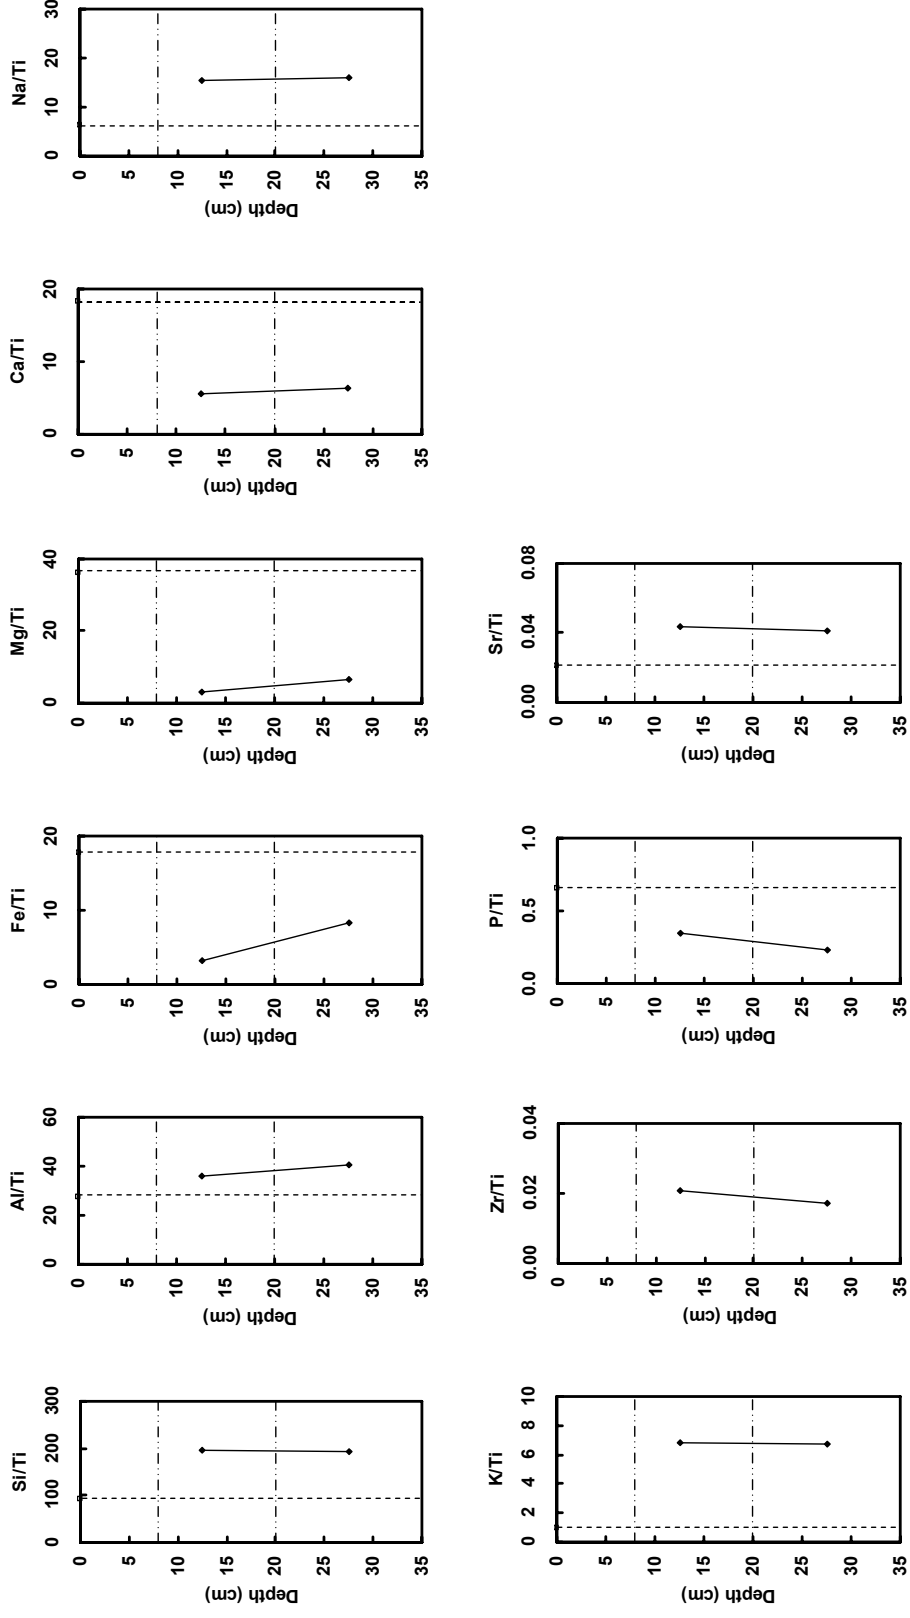 Si/Ti
0 100 200 300
0
5
10
15
20
25
30
35
Depth (cm)
Al/Ti
0 20 40 60
0
5
10
15
20
25
30
35
Depth (cm)
Fe/Ti
0 10 20
0
5
10
15
20
25
30
35
Depth (cm)
Mg/Ti
0 20 40
0
5
10
15
20
25
30
35
Depth (cm)
Ca/Ti
0 10 20
0
5
10
15
20
25
30
35
Depth (cm)
Na/Ti
0 10 20 30
0
5
10
15
20
25
30
35
Depth (cm)
K/Ti
0 2 4 6 8 10
0
5
10
15
20
25
30
35
Depth (cm)
Zr/Ti
0.00 0.02 0.04
0
5
10
15
20
25
30
35
Depth (cm)
P/Ti
0.0 0.5 1.0
0
5
10
15
20
25
30
35
Depth (cm)
Sr/Ti
0.00 0.04 0.08
0
5
10
15
20
25
30
35
Depth (cm)